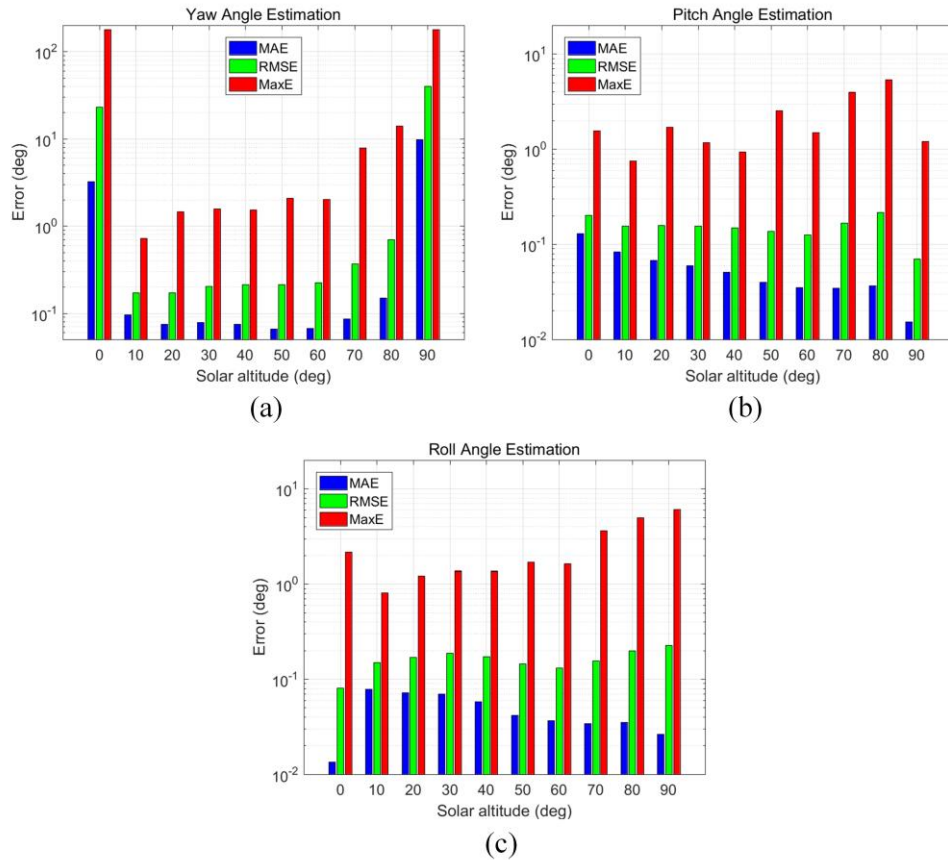 Yaw Angle Estimation
10^2
10^1
10^0
10^-1
Error (deg)
MAE
RMSE
MaxE
0 10 20 30 40 50 60 70 80 90
Solar altitude (deg)
(a)
Pitch Angle Estimation
10^1
10^0
10^-1
10^-2
Error (deg)
MAE
RMSE
MaxE
0 10 20 30 40 50 60 70 80 90
Solar altitude (deg)
(b)
Roll Angle Estimation
10^1
10^0
10^-1
10^-2
Error (deg)
MAE
RMSE
MaxE
0 10 20 30 40 50 60 70 80 90
Solar altitude (deg)
(c)